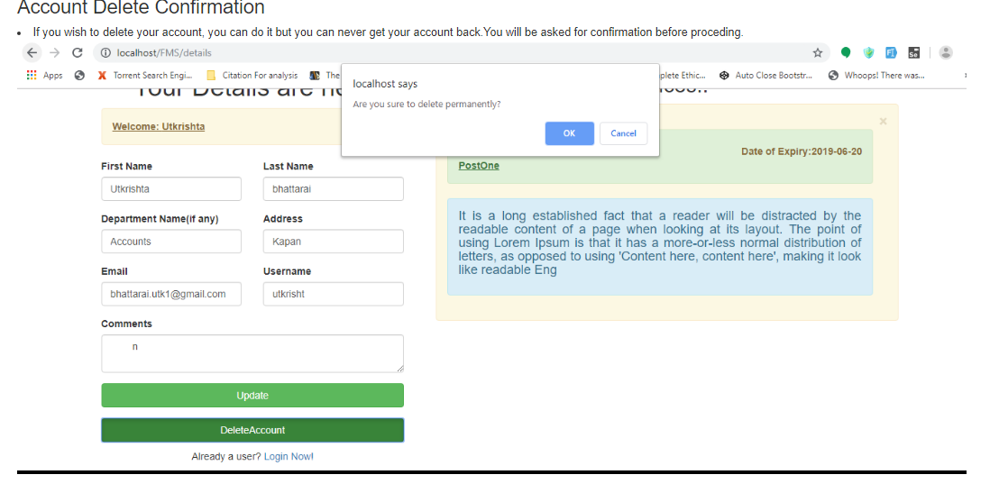 Account Delete Confirmation
• If you wish to delete your account, you can do it but you can never get your account back.You will be asked for confirmation before proceding.
localhost/FMS/details
Apps
Torrent Search Engi...
Citation For analysis
The
plete Ethic...
Auto Close Bootstr...
Whoops! There was...
localhost says
Are you sure to delete permanently?
OK
Cancel
Your Details are
Welcome: Utkrishta
×
Date of Expiry:2019-06-20
PostOne
First Name
Last Name
Utkrishta
bhattarai
Department Name(if any)
Address
Accounts
Kapan
Email
Username
bhattarai.utk1@gmail.com
utkrisht
Comments
n
Update
DeleteAccount
Already a user? Login Now!
It is a long established fact that a reader will be distracted by the
readable content of a page when looking at its layout. The point of
using Lorem Ipsum is that it has a more-or-less normal distribution of
letters, as opposed to using 'Content here, content here', making it look
like readable Eng